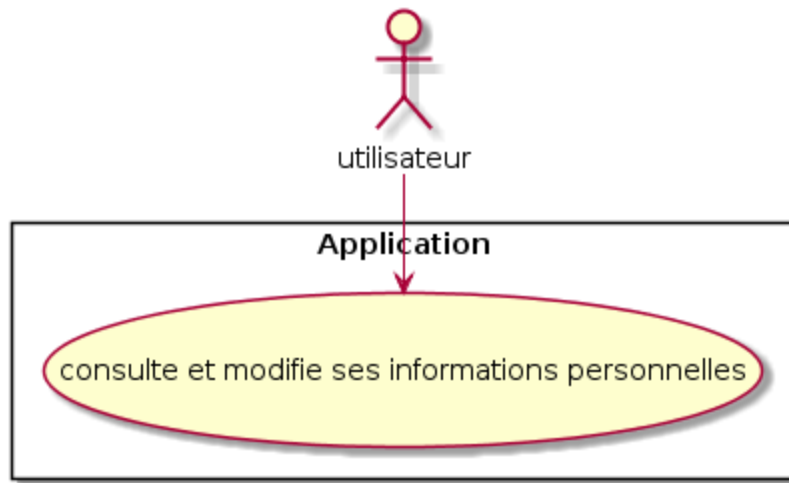 utilisateur
Application
consulte et modifie ses informations personnelles